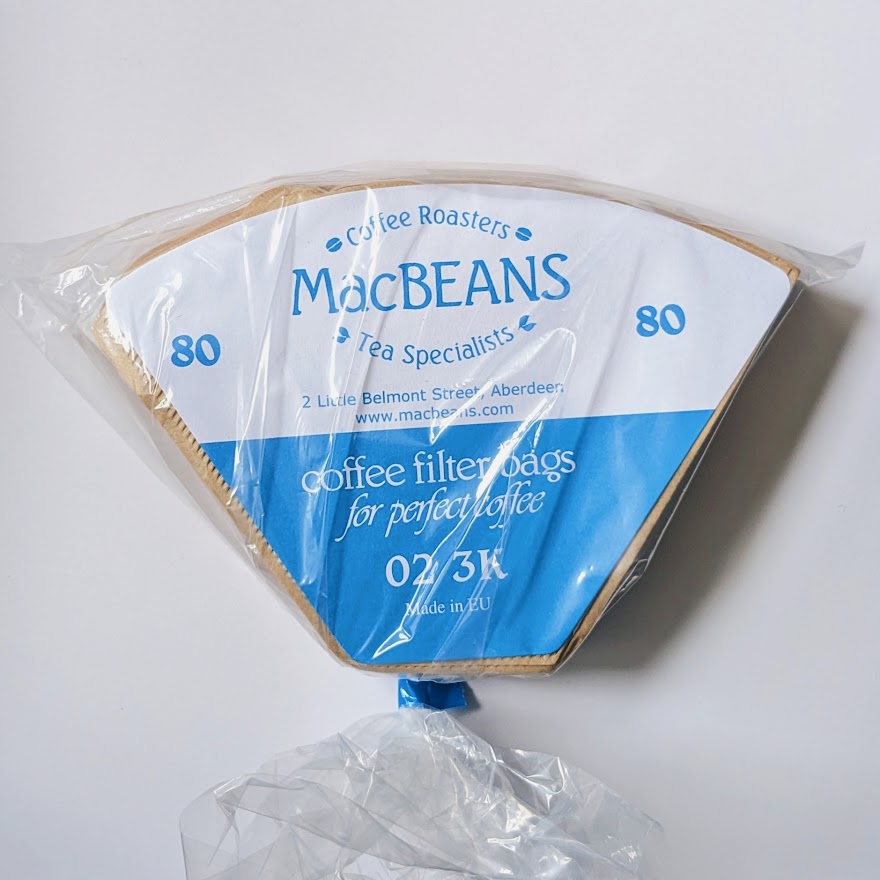 Coffee Roasters
MacBEANS
Tea Specialists
80
80
2 Little Belmont Street, Aberdeen
www.macbeans.com
coffee filter bags
for perfect coffee
02 3K
Made in EU